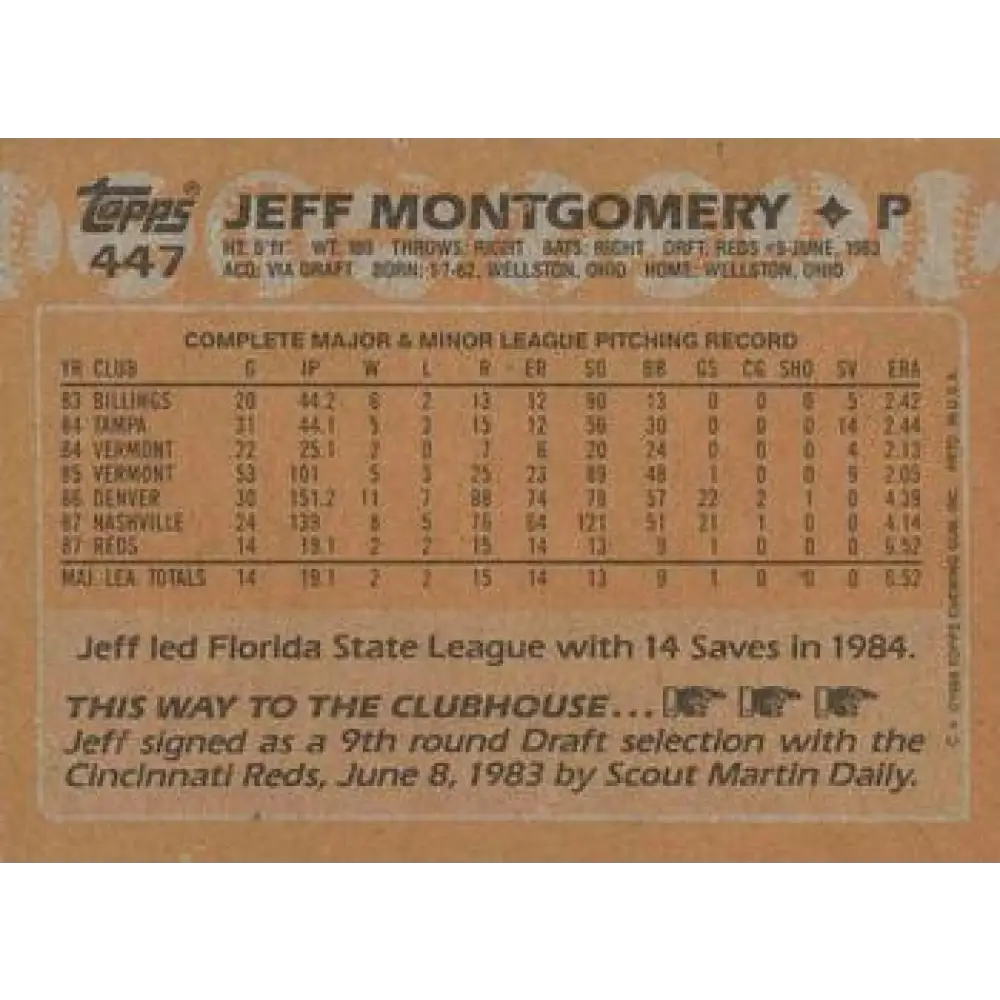 Topps®
447
JEFF MONTGOMERY P
HT. 5'11" WT. 180 THROWS: RIGHT BATS: RIGHT DRFT: REDS #9-JUNE, 1983
ACQ: VIA DRAFT BORN: 1-7-62, WELLSTON, OHIO HOME: WELLSTON, OHIO
COMPLETE MAJOR & MINOR LEAGUE PITCHING RECORD
YR CLUB G IP W L R ER SO BB GS CG SHO SV ERA
83 BILLINGS 20 44.2 6 2 13 12 90 13 0 0 0 5 2.42
84 TAMPA 31 44.1 5 3 15 12 56 30 0 0 0 14 2.44
84 VERMONT 22 25.1 2 0 7 6 20 24 0 0 0 4 2.13
85 VERMONT 53 101 5 3 25 23 89 48 1 0 0 9 2.05
86 DENVER 30 151.2 11 7 88 74 78 57 22 2 1 0 4.39
87 NASHVILLE 24 139 8 5 76 64 121 51 21 1 0 0 4.14
87 REDS 14 19.1 2 2 15 14 13 9 1 0 0 0 6.52
MAJ. LEA. TOTALS 14 19.1 2 2 15 14 13 9 1 0 0 0 6.52
Jeff led Florida State League with 14 Saves in 1984.
THIS WAY TO THE CLUBHOUSE...
Jeff signed as a 9th round Draft selection with the
Cincinnati Reds, June 8, 1983 by Scout Martin Daily.
TOPPS CHEWING GUM, INC. PRTD. IN U.S.A.